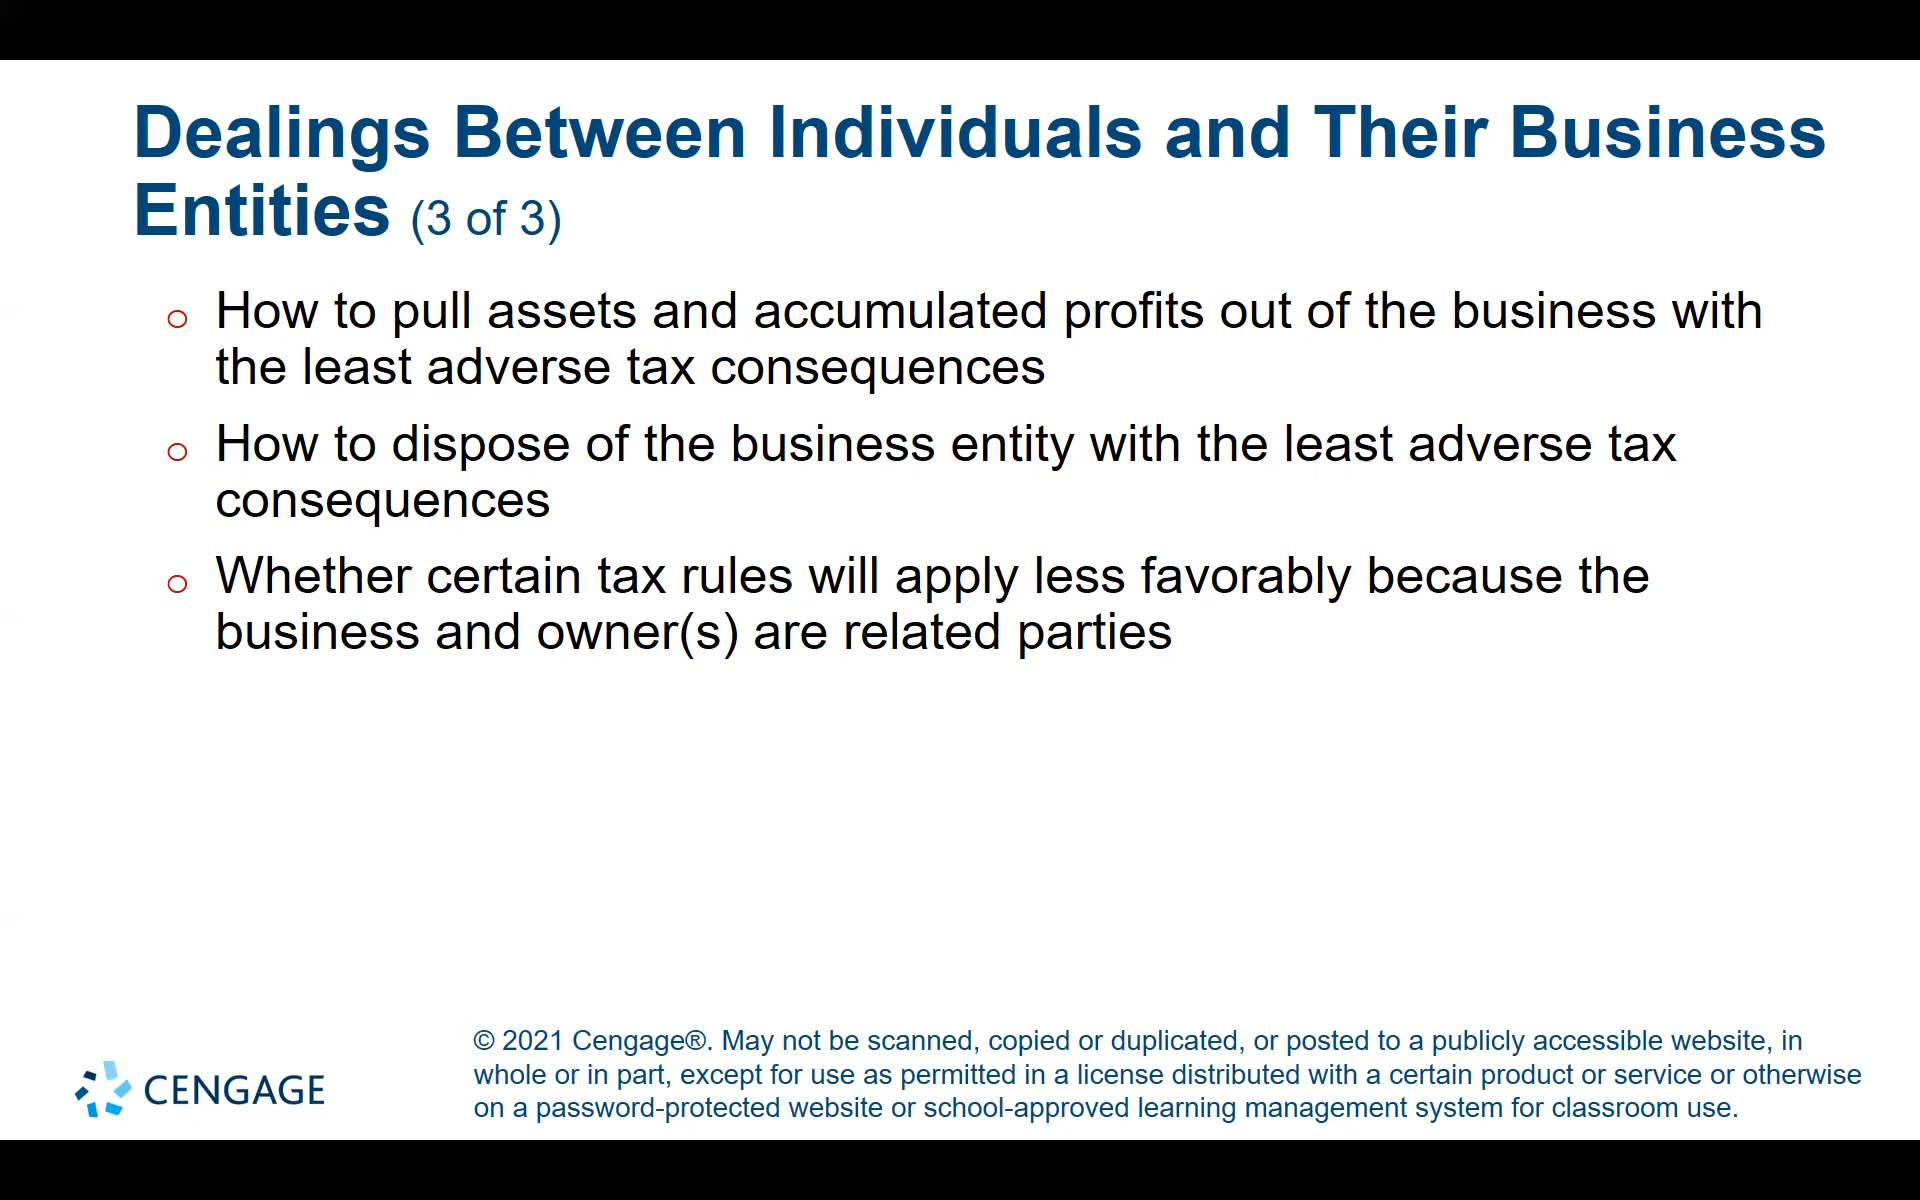 Dealings Between Individuals and Their Business
Entities (3 of 3)
How to pull assets and accumulated profits out of the business with
the least adverse tax consequences
How to dispose of the business entity with the least adverse tax
consequences
Whether certain tax rules will apply less favorably because the
business and owner(s) are related parties
CENGAGE
© 2021 Cengage®. May not be scanned, copied or duplicated, or posted to a publicly accessible website, in
whole or in part, except for use as permitted in a license distributed with a certain product or service or otherwise
on a password-protected website or school-approved learning management system for classroom use.